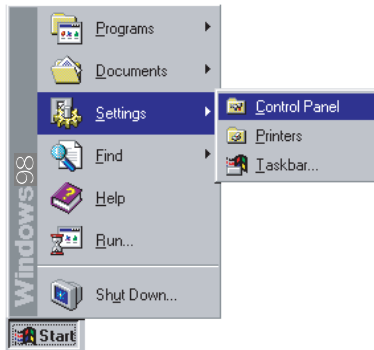 Programs
Documents
Settings
Find
Help
Run...
Shut Down...
Control Panel
Printers
Taskbar...
Windows98
Start